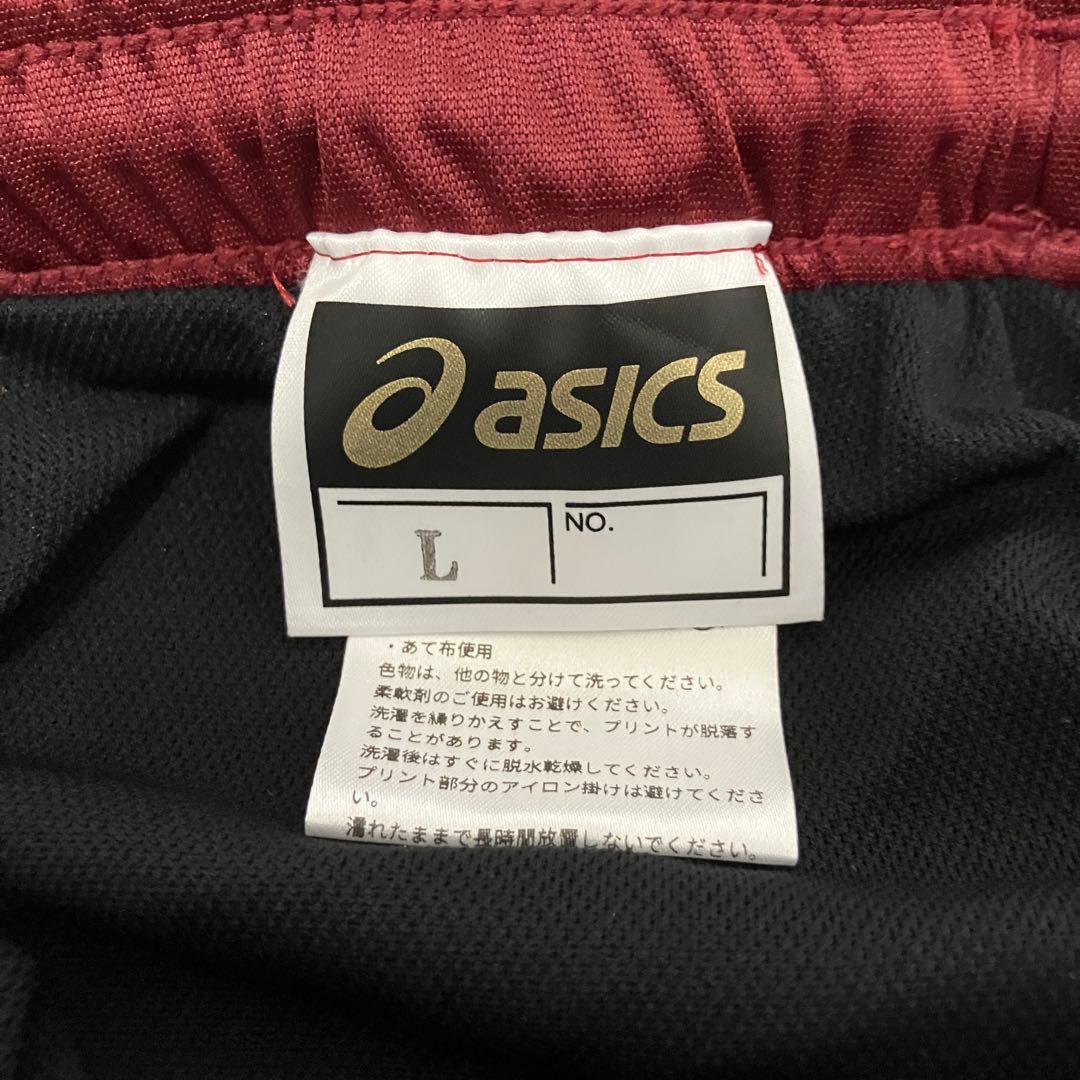 asics
L
NO.
・あて布使用
色物は、他の物と分けて洗ってください。
柔軟剤のご使用はお避けください。
洗濯を繰りかえすことで、プリントが脱落す
ることがあります。
洗濯後はすぐに脱水乾燥してください。
プリント部分のアイロン掛けは避けてくださ
い。
濡れたままで長時間放置しないでください。